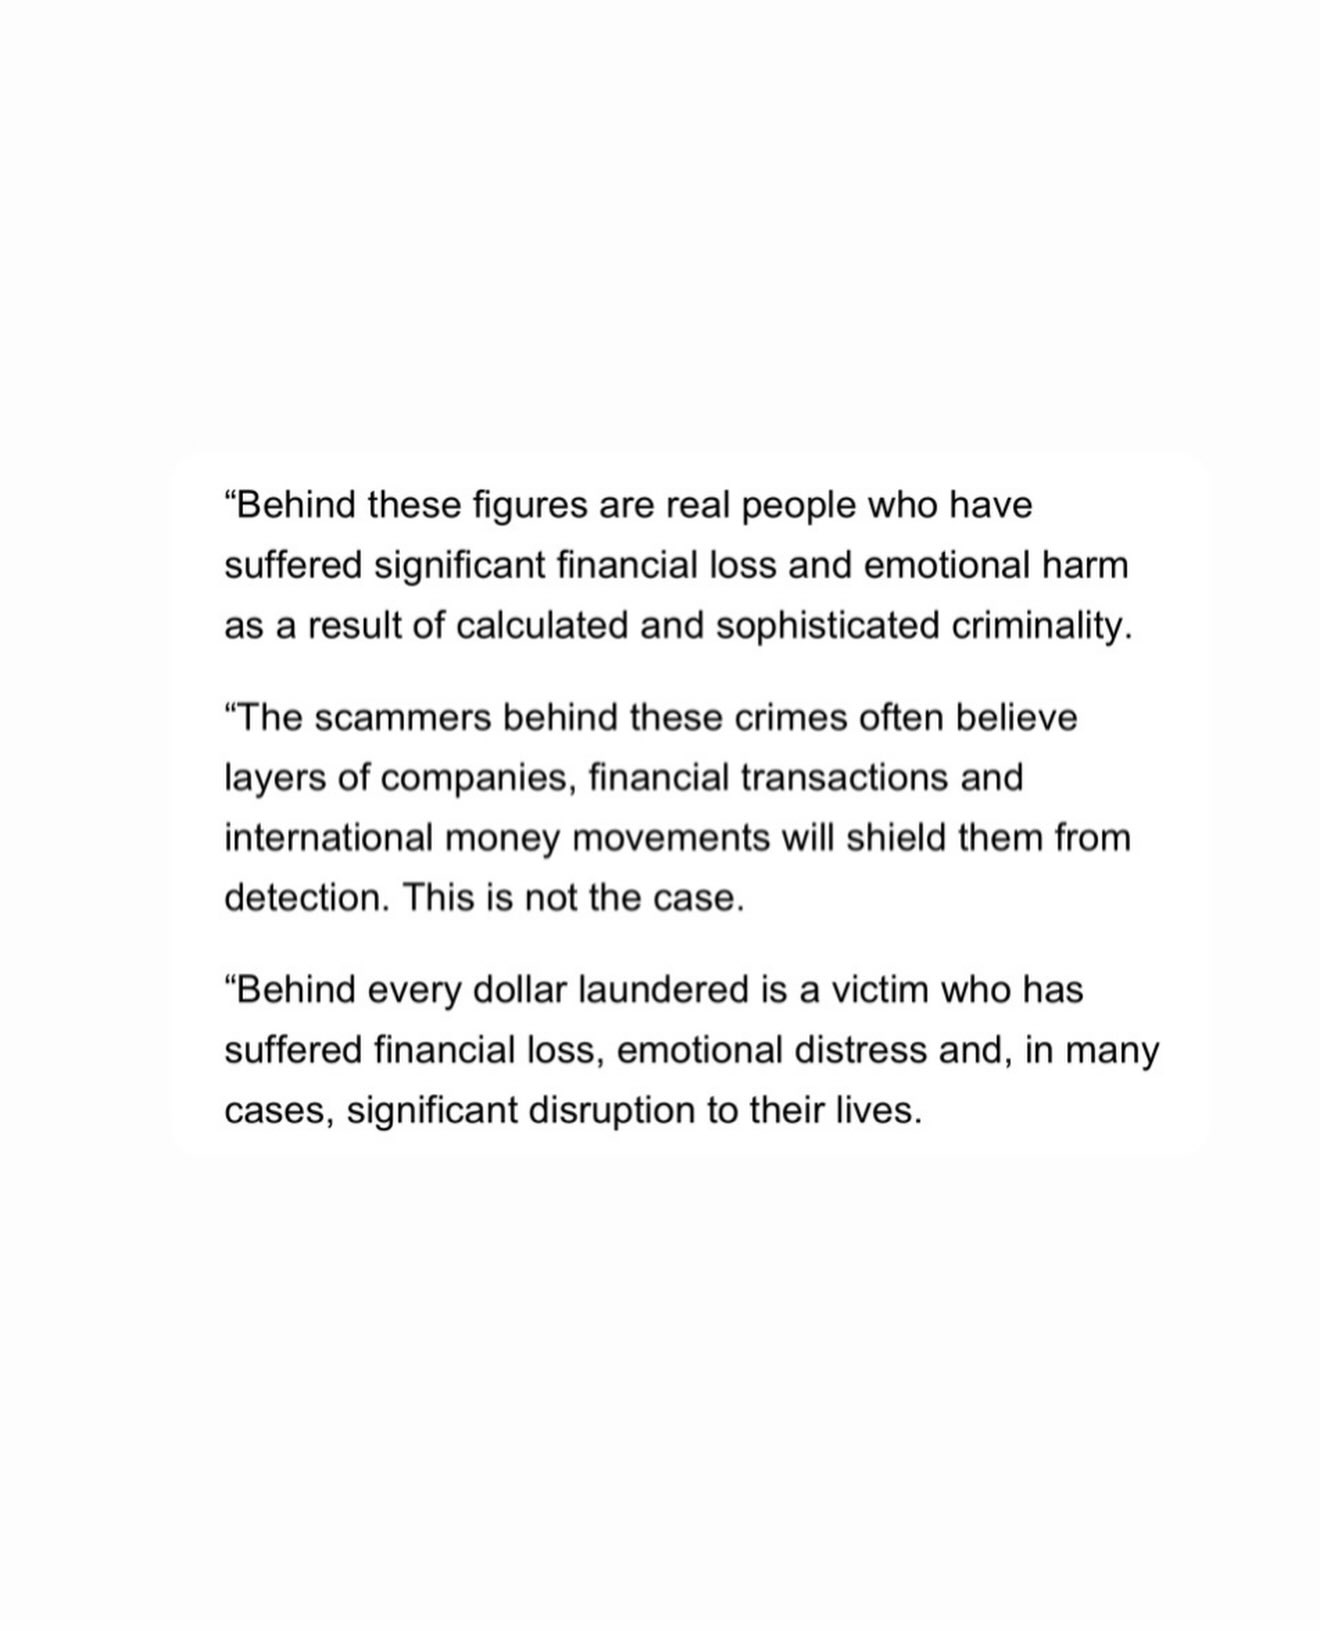 “Behind these figures are real people who have
suffered significant financial loss and emotional harm
as a result of calculated and sophisticated criminality.
“The scammers behind these crimes often believe
layers of companies, financial transactions and
international money movements will shield them from
detection. This is not the case.
“Behind every dollar laundered is a victim who has
suffered financial loss, emotional distress and, in many
cases, significant disruption to their lives.